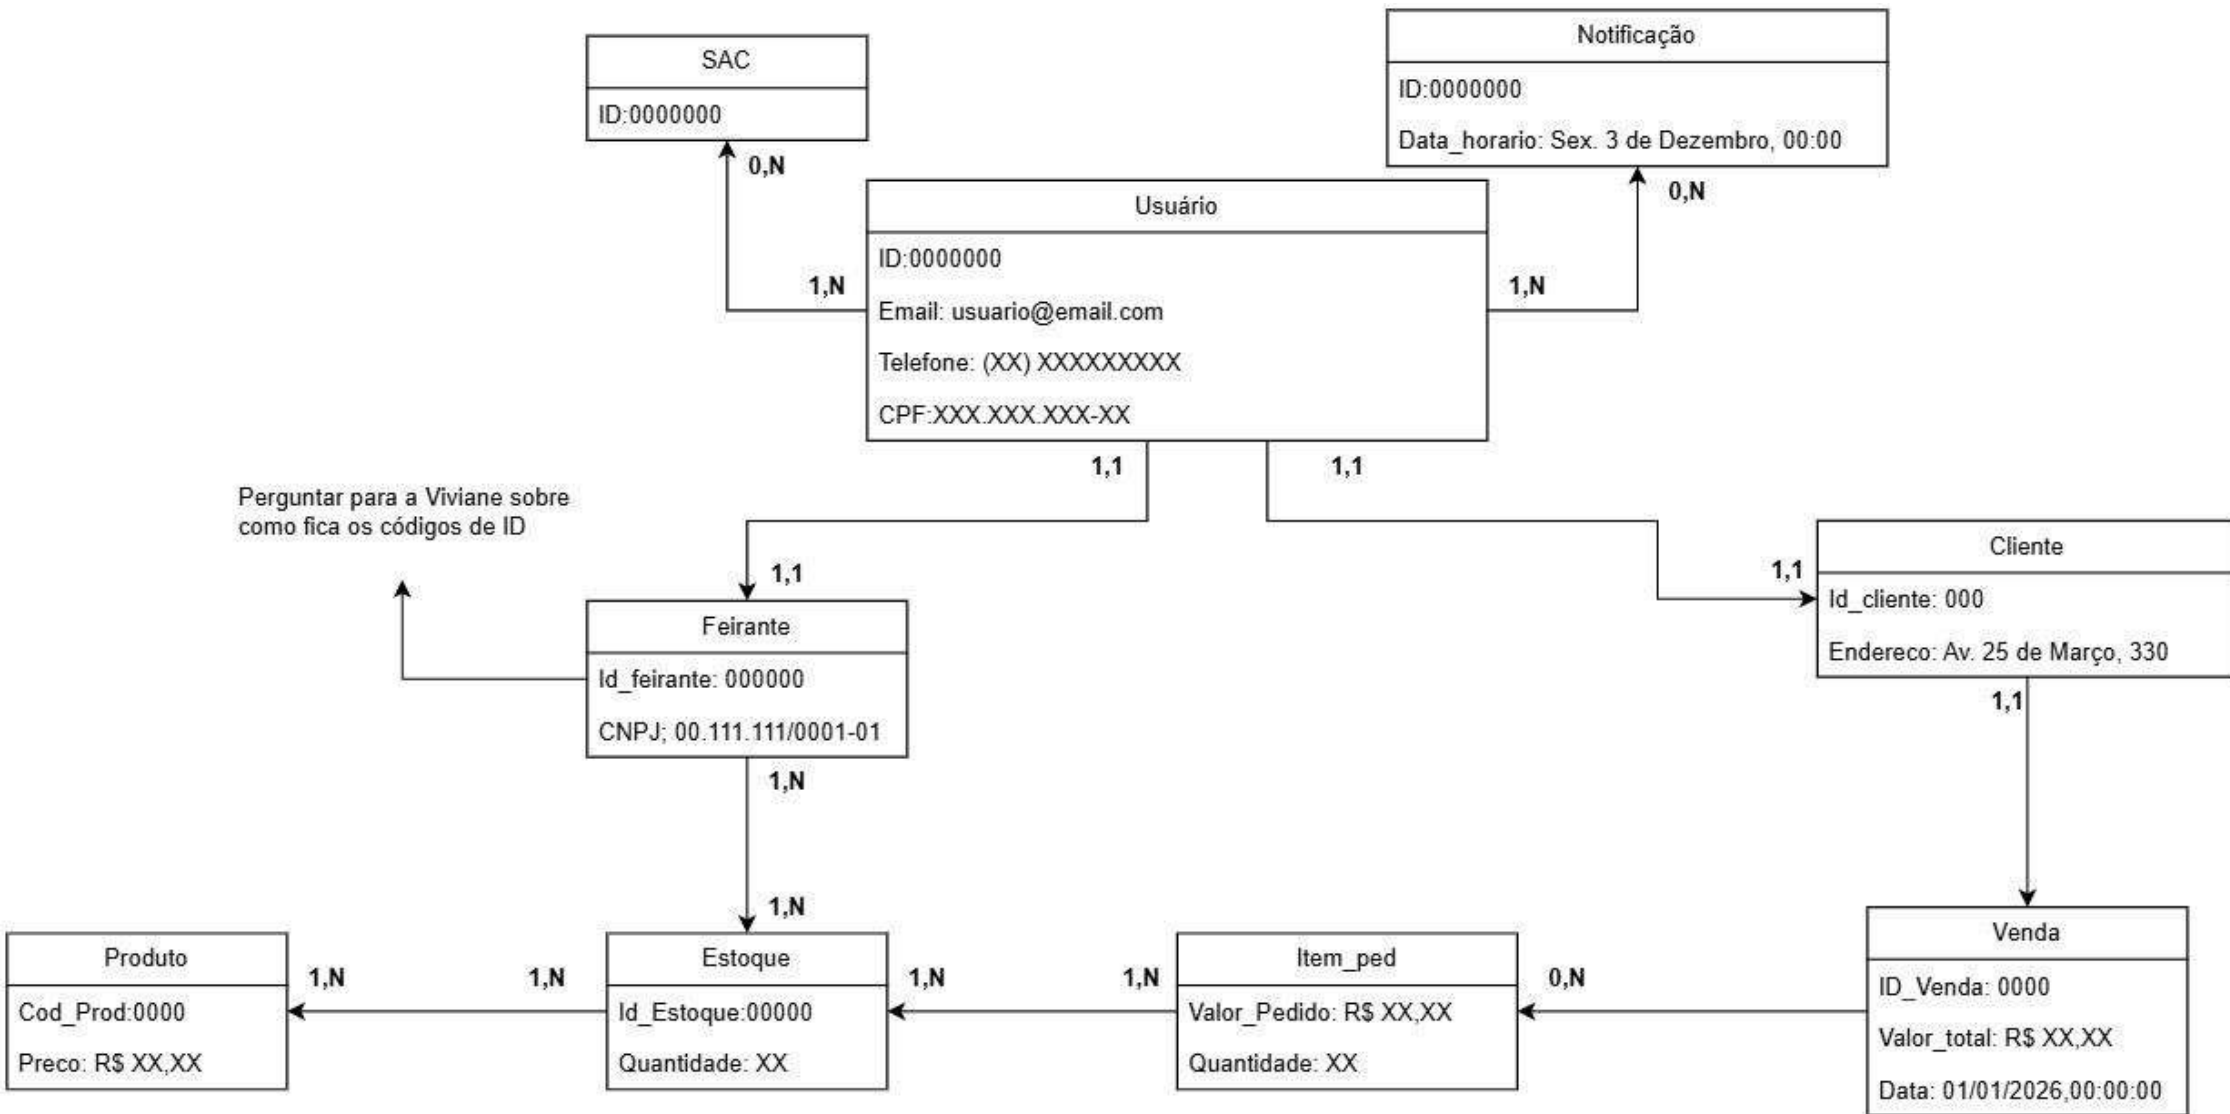 SAC
ID:0000000
0,N
Notificação
ID:0000000
Data_horario: Sex. 3 de Dezembro, 00:00
0,N
Usuário
ID:0000000
Email: usuario@email.com
Telefone: (XX) XXXXXXXXX
CPF:XXX.XXX.XXX-XX
1,N
1,N
1,1
1,1
Perguntar para a Viviane sobre
como fica os códigos de ID
1,1
Feirante
Id_feirante: 000000
CNPJ; 00.111.111/0001-01
1,N
1,1
Cliente
Id_cliente: 000
Endereco: Av. 25 de Março, 330
1,1
1,N
Produto
Cod_Prod:0000
Preco: R$ XX,XX
1,N
1,N
Estoque
Id_Estoque:00000
Quantidade: XX
1,N
1,N
Item_ped
Valor_Pedido: R$ XX,XX
Quantidade: XX
0,N
Venda
ID_Venda: 0000
Valor_total: R$ XX,XX
Data: 01/01/2026,00:00:00